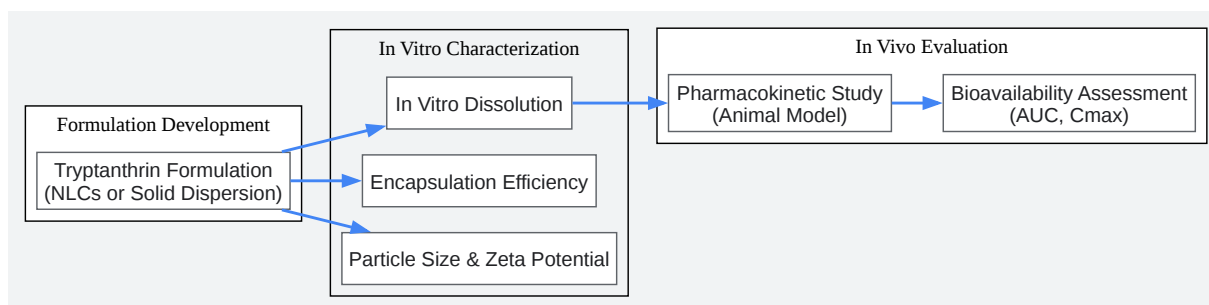 Formulation Development
Tryptanthrin Formulation
(NLCs or Solid Dispersion)
In Vitro Characterization
In Vitro Dissolution
Encapsulation Efficiency
Particle Size & Zeta Potential
In Vivo Evaluation
Pharmacokinetic Study
(Animal Model)
Bioavailability Assessment
(AUC, Cmax)